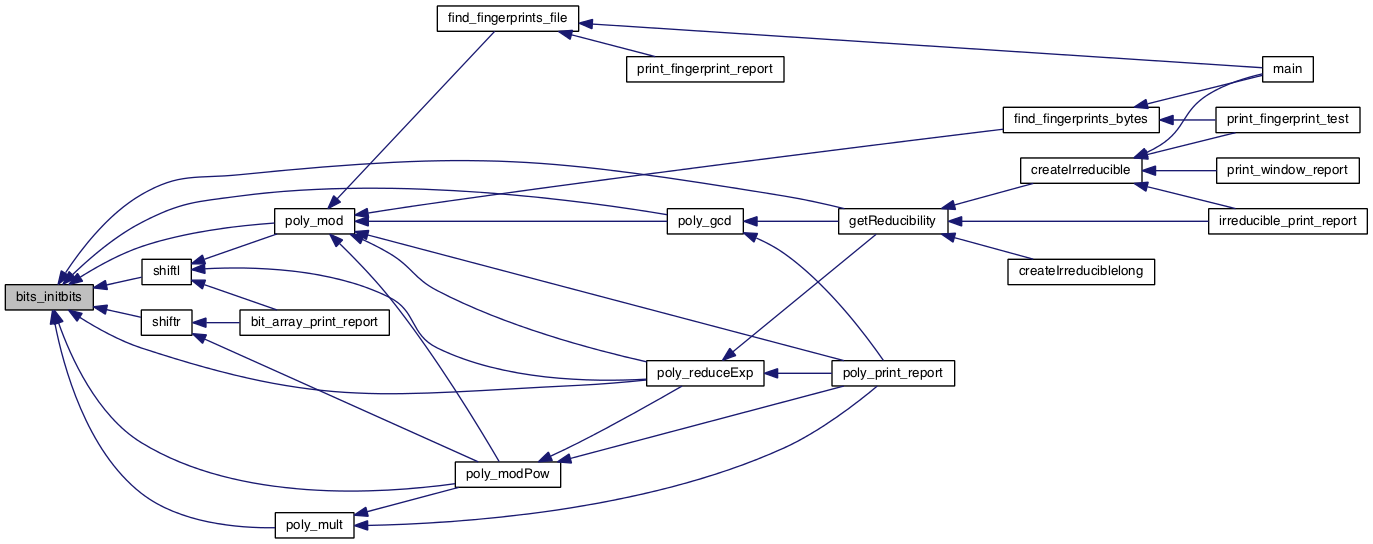 find_fingerprints_file
print_fingerprint_report
main
find_fingerprints_bytes
print_fingerprint_test
createIrreducible
print_window_report
poly_mod
poly_gcd
getReducibility
irreducible_print_report
shiftl
createIrreduciblelong
bits_initbits
shiftr
bit_array_print_report
poly_reduceExp
poly_print_report
poly_modPow
poly_mult